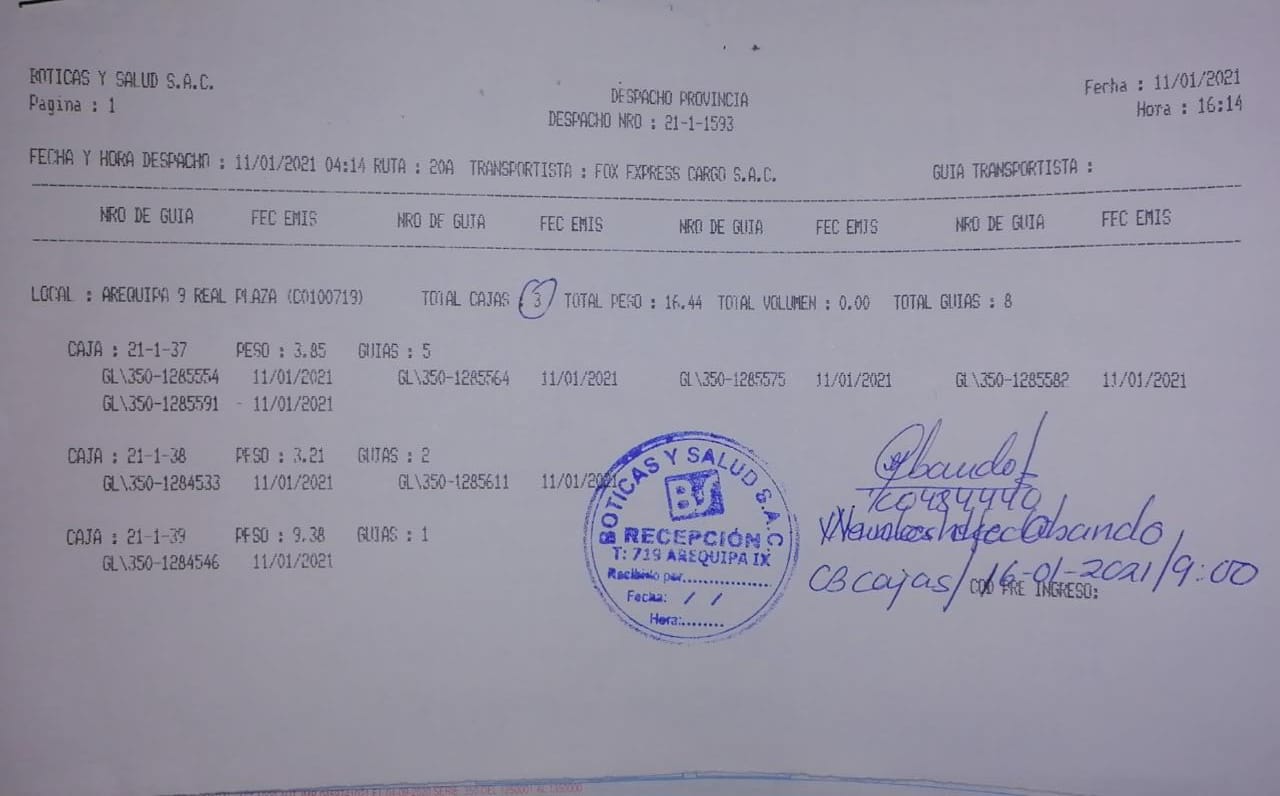 BOTICAS Y SALUD S.A.C.
Pagina : 1
DESPACHO PROVINCIA
DESPACHO NRO : 21-1-1593
Fecha : 11/01/2021
Hora : 16:14
FECHA Y HORA DESPACHO : 11/01/2021 04:14 RUTA : 20A TRANSPORTISTA : FOX EXPRESS CARGO S.A.C. GUIA TRANSPORTISTA :
NRO DE GUIA FEC EMIS NRO DE GUIA FEC EMIS NRO DE GUIA FEC EMIS NRO DE GUIA FEC EMIS
LOCAL : AREQUIPA 9 REAL PLAZA (C0100719) TOTAL CAJAS : 3 TOTAL PESO : 16.44 TOTAL VOLUMEN : 0.00 TOTAL GUIAS : 8
CAJA : 21-1-37 PESO : 3.85 GUIAS : 5
GL\350-1285554 11/01/2021 GL\350-1285564 11/01/2021 GL\350-1285575 11/01/2021 GL\350-1285582 11/01/2021
GL\350-1285591 - 11/01/2021
CAJA : 21-1-38 PESO : 3.21 GUIAS : 2
GL\350-1284533 11/01/2021 GL\350-1285611 11/01/2021
CAJA : 21-1-39 PESO : 9.38 GUIAS : 1
GL\350-1284546 11/01/2021
BOTICAS Y SALUD S.A.C
BS
RECEPCIÓN
T: 719 AREQUIPA IX
Recibido por...............
Fecha: / /
Hora:........
Obando
Obando
cajas/ 16-01-2021/9:00
COD PRE INGRESO: